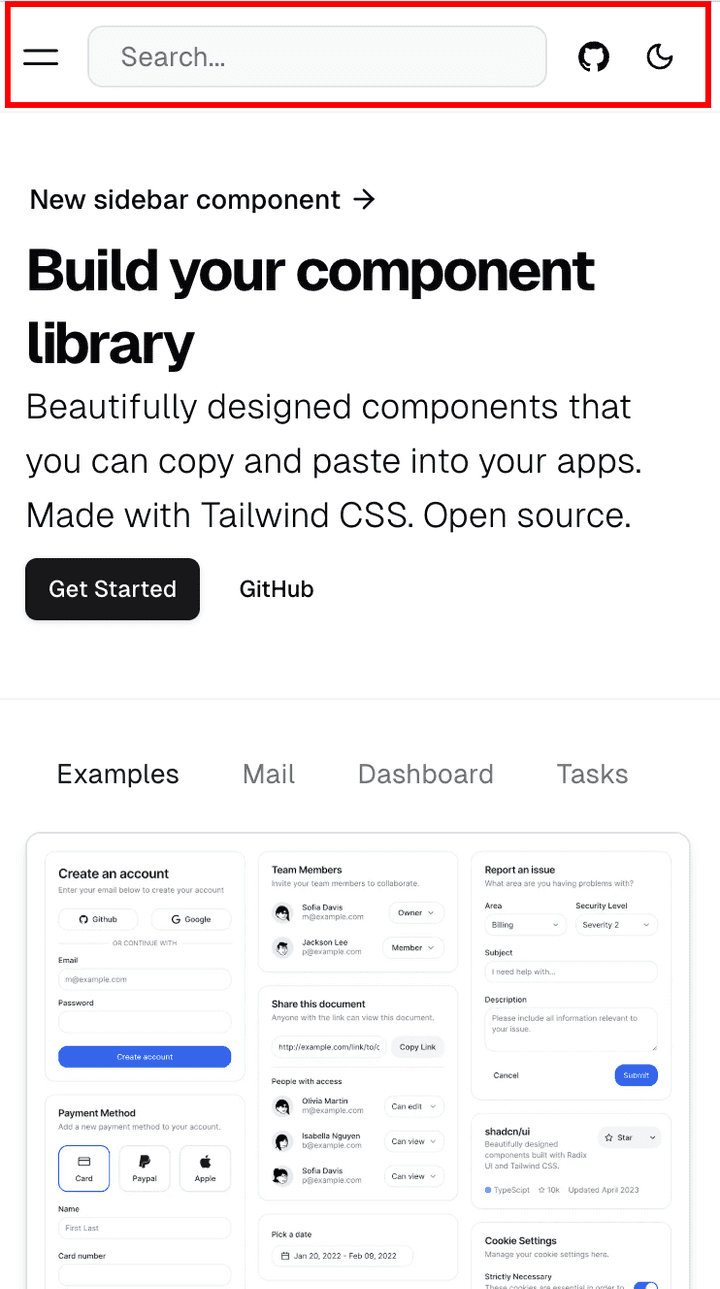 Search...
New sidebar component →
Build your component
library
Beautifully designed components that
you can copy and paste into your apps.
Made with Tailwind CSS. Open source.
Get Started
GitHub
Examples
Mail
Dashboard
Tasks
Create an account
Enter your email below to create your account
Github
Google
OR CONTINUE WITH
Email
m@example.com
Password
Create account
Payment Method
Add a new payment method to your account.
Card
Paypal
Apple
Name
First Last
Card number
Team Members
Invite your team members to collaborate.
Sofia Davis
m@example.com
Owner
Jackson Lee
p@example.com
Member
Share this document
Anyone with the link can view this document.
http://example.com/link/to/c
Copy Link
People with access
Olivia Martin
m@example.com
Can edit
Isabella Nguyen
b@example.com
Can view
Sofia Davis
p@example.com
Can view
Pick a date
Jan 20, 2022 - Feb 09, 2022
Report an issue
What area are you having problems with?
Area
Security Level
Billing
Severity 2
Subject
I need help with...
Description
Please include all information relevant to
your issue.
Cancel
Submit
shadcn/ui
Beautifully designed
components built with Radix
UI and Tailwind CSS.
Star
TypeScipt
10k
Updated April 2023
Cookie Settings
Manage your cookie settings here.
Strictly Necessary
These cookies are essential in order to